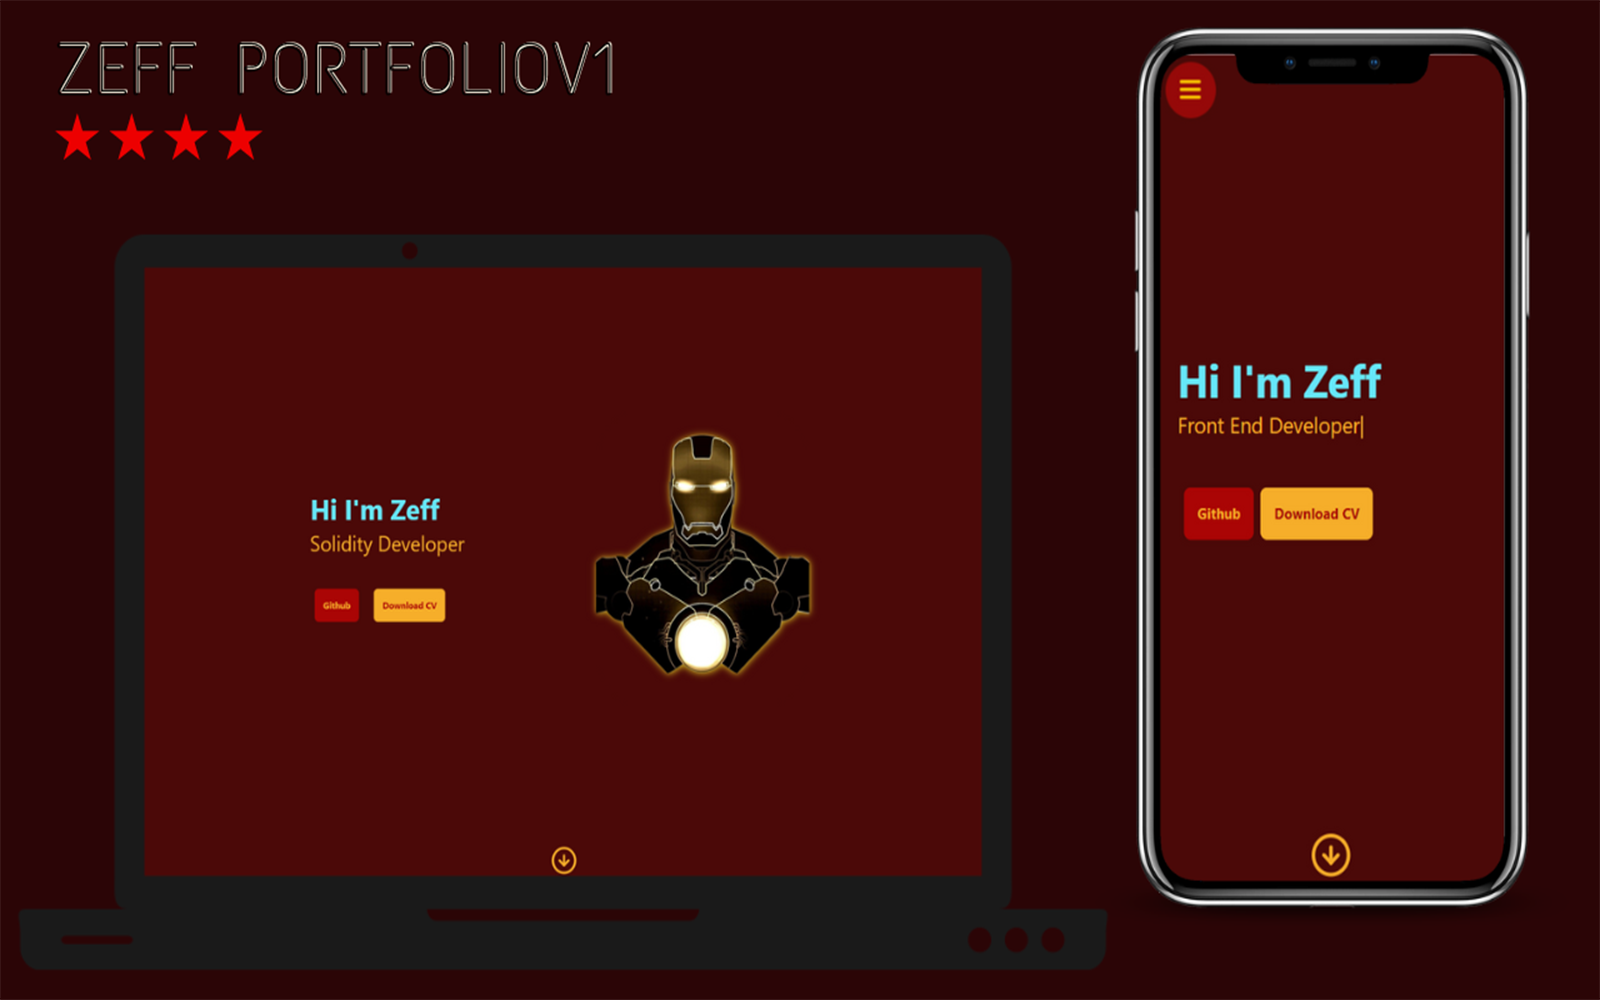 ZEFF PORTFOLIOV1
Hi I'm Zeff
Solidity Developer
Github
Download CV
Hi I'm Zeff
Front End Developer|
Github
Download CV